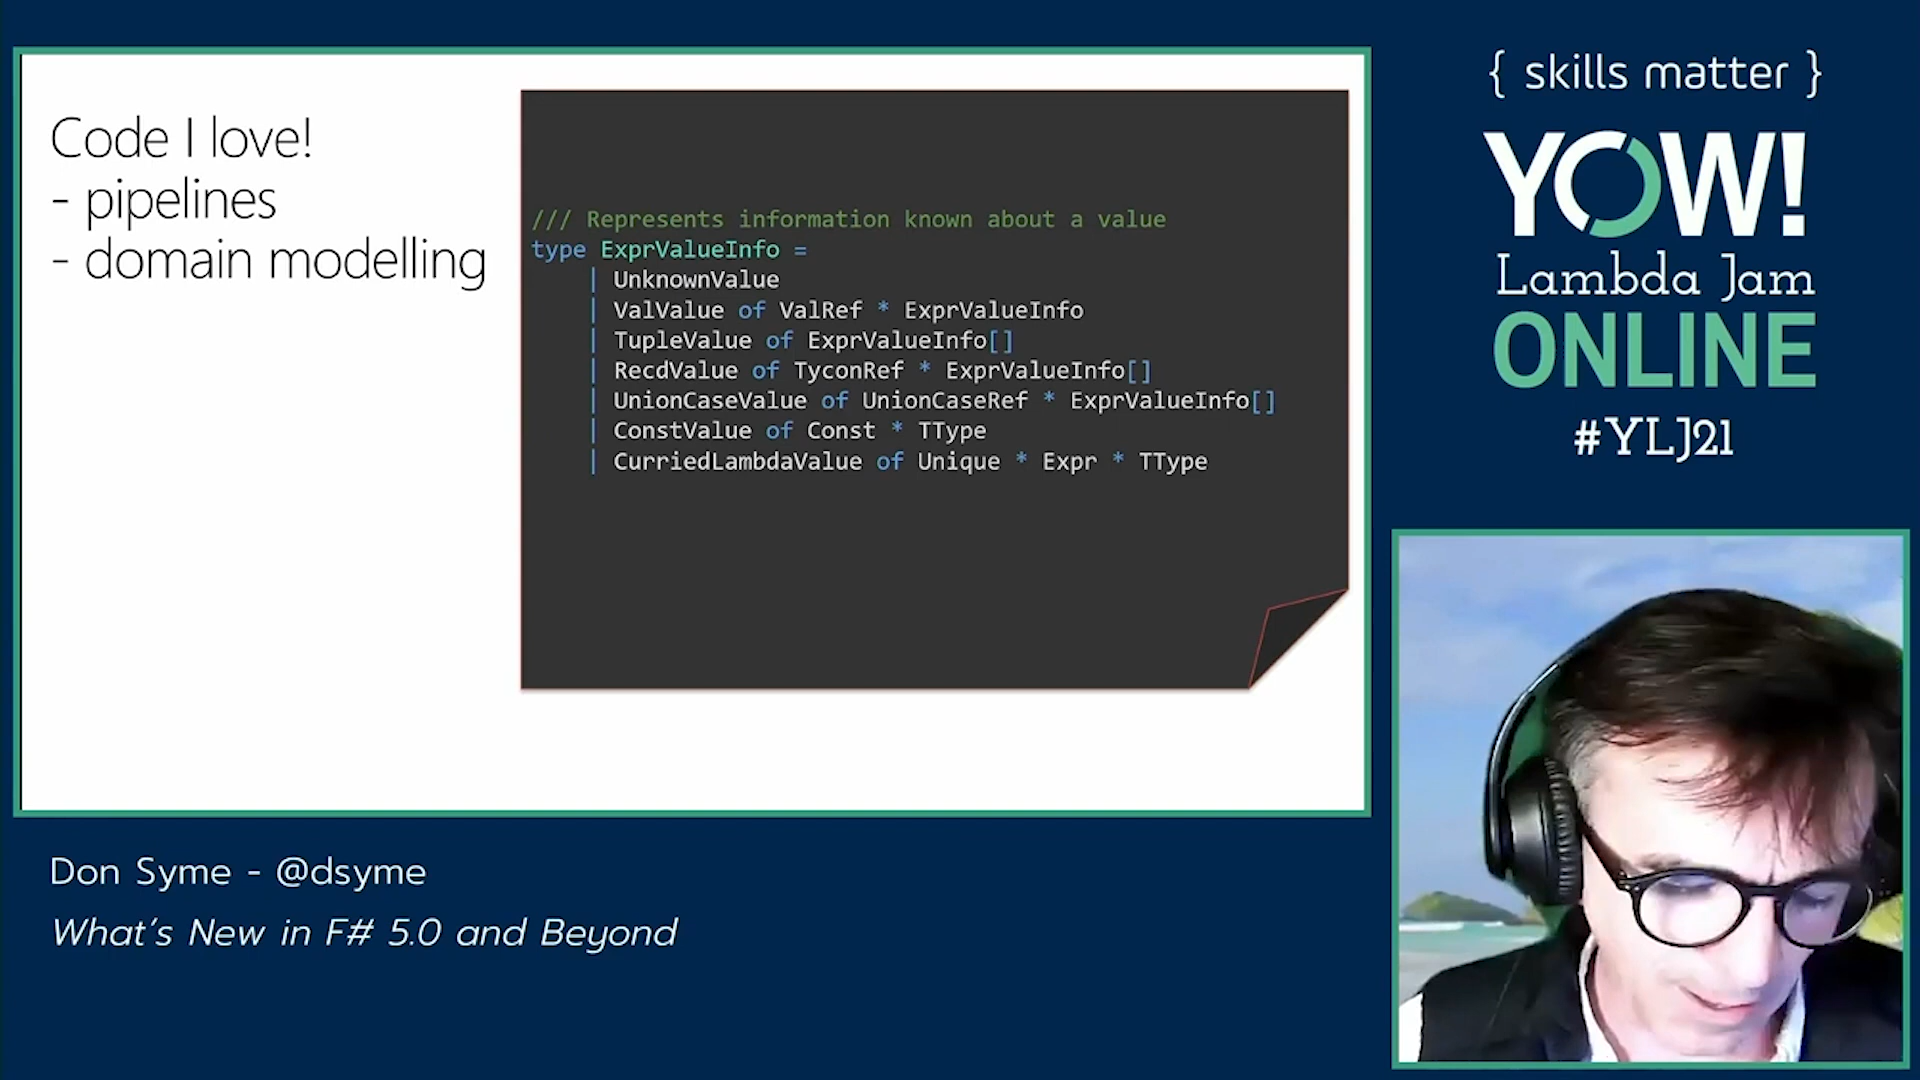 Code I love!
- pipelines
- domain modelling
/// Represents information known about a value
type ExprValueInfo =
| UnknownValue
| ValValue of ValRef * ExprValueInfo
| TupleValue of ExprValueInfo[]
| RecdValue of TyconRef * ExprValueInfo[]
| UnionCaseValue of UnionCaseRef * ExprValueInfo[]
| ConstValue of Const * TType
| CurriedLambdaValue of Unique * Expr * TType
{ skills matter }
YOW!
Lambda Jam
ONLINE
#YLJ21
Don Syme - @dsyme
What's New in F# 5.0 and Beyond